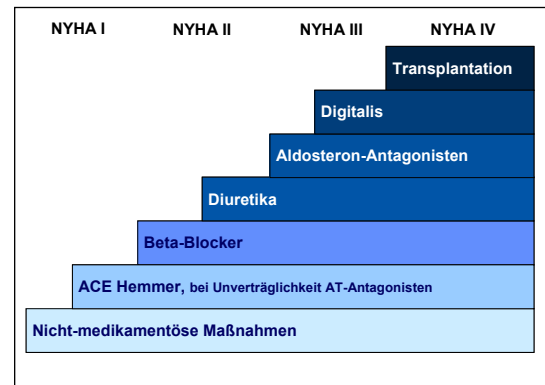 NYHA I NYHA II NYHA III NYHA IV
Transplantation
Digitalis
Aldosteron-Antagonisten
Diuretika
Beta-Blocker
ACE Hemmer, bei Unverträglichkeit AT-Antagonisten
Nicht-medikamentöse Maßnahmen